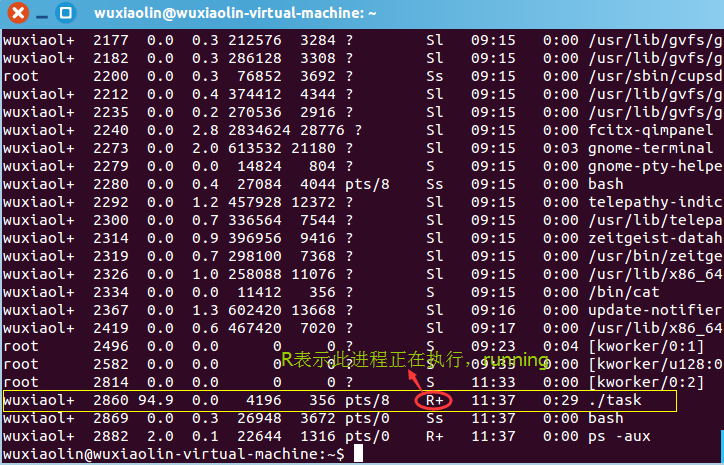 wuxiaolin@wuxiaolin-virtual-machine: ~
wuxiaol+ 2177 0.0 0.3 212576 3284 ? Sl 09:15 0:00 /usr/lib/gvfs/g
wuxiaol+ 2182 0.0 0.3 286128 3308 ? Sl 09:15 0:00 /usr/lib/gvfs/g
root 2200 0.0 0.3 76852 3692 ? Ss 09:15 0:00 /usr/sbin/cupsd
wuxiaol+ 2212 0.0 0.4 374412 4344 ? Sl 09:15 0:00 /usr/lib/gvfs/g
wuxiaol+ 2235 0.0 0.2 270536 2916 ? Sl 09:15 0:00 /usr/lib/gvfs/g
wuxiaol+ 2240 0.0 2.8 2834624 28776 ? Sl 09:15 0:00 fcitx-qimpanel
wuxiaol+ 2273 0.0 2.0 613532 21180 ? Sl 09:15 0:03 gnome-terminal
wuxiaol+ 2279 0.0 0.0 14824 804 ? S 09:15 0:00 gnome-pty-helpe
wuxiaol+ 2280 0.0 0.4 27084 4044 pts/8 Ss 09:15 0:00 bash
wuxiaol+ 2292 0.0 1.2 457928 12372 ? Sl 09:15 0:00 telepathy-indic
wuxiaol+ 2300 0.0 0.7 336564 7544 ? Sl 09:15 0:00 /usr/lib/telepa
wuxiaol+ 2314 0.0 0.9 396956 9416 ? Sl 09:15 0:00 zeitgeist-datah
wuxiaol+ 2319 0.0 0.7 298100 7368 ? Sl 09:15 0:00 /usr/bin/zeitge
wuxiaol+ 2326 0.0 1.0 258088 11076 ? Sl 09:15 0:00 /usr/lib/x86_64
wuxiaol+ 2334 0.0 0.0 11412 356 ? S 09:15 0:00 /bin/cat
wuxiaol+ 2367 0.0 1.3 602420 13668 ? Sl 09:16 0:00 update-notifier
wuxiaol+ 2419 0.0 0.6 467420 7020 ? Sl 09:17 0:00 /usr/lib/x86_64
root 2496 0.0 0.0 0 0 ? S 09:23 0:04 [kworker/0:1]
R表示此进程正在执行，running
root 2582 0.0 0.0 0 0 ? S 09:35 0:00 [kworker/u128:0
root 2814 0.0 0.0 0 0 ? S 11:33 0:00 [kworker/0:2]
wuxiaol+ 2860 94.9 0.0 4196 356 pts/8 R+ 11:37 0:29 ./task
wuxiaol+ 2869 0.0 0.3 26948 3672 pts/0 Ss 11:37 0:00 bash
wuxiaol+ 2882 2.0 0.1 22644 1316 pts/0 R+ 11:37 0:00 ps -aux
wuxiaolin@wuxiaolin-virtual-machine:~$